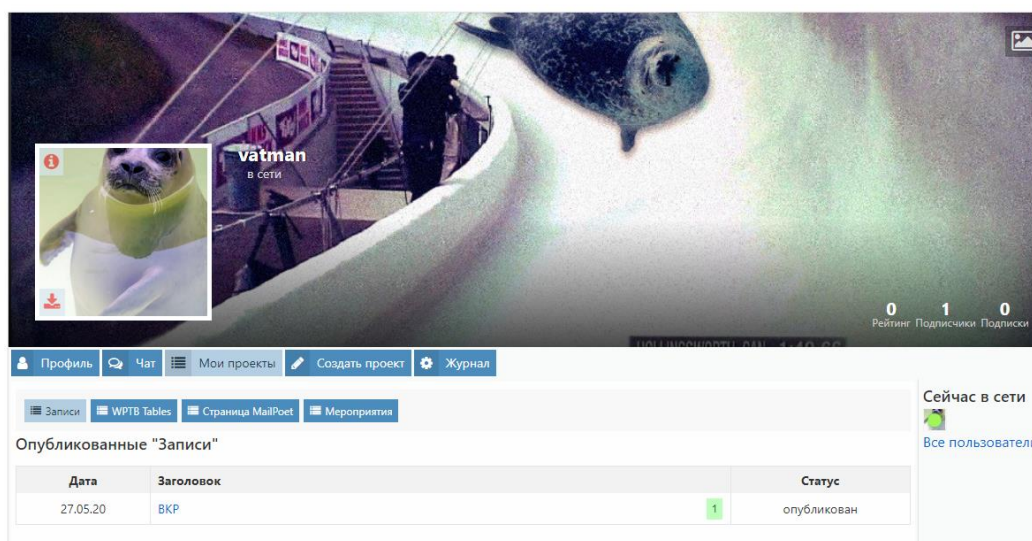 vatman
в сети
0 1 0
Рейтинг Подписчики Подписки
Профиль Чат Мои проекты Создать проект Журнал
Записи WPTB Tables Страница MailPoet Мероприятия
Сейчас в сети
Все пользовател
Опубликованные "Записи"
Дата Заголовок Статус
27.05.20 ВКР 1 опубликован